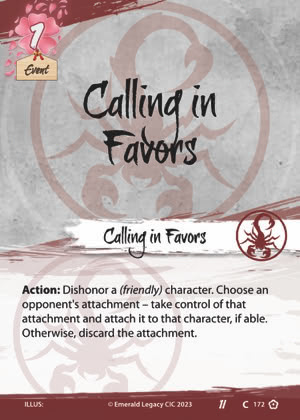 1
Event
Calling in
Favors
Calling in Favors
Action: Dishonor a (friendly) character. Choose an
opponent's attachment – take control of that
attachment and attach it to that character, if able.
Otherwise, discard the attachment.
ILLUS: © Emerald Legacy CIC 2023 C 172